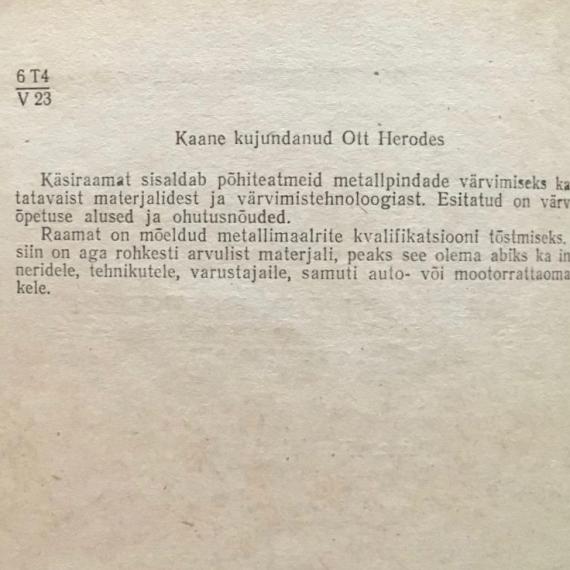 6 T4
V 23
Kaane kujundanud Ott Herodes
Käsiraamat sisaldab põhiteatmeid metallpindade värvimiseks ka
tatavaist materjalidest ja värvimistehnoloogiast. Esitatud on värv
õpetuse alused ja ohutusnõuded.
Raamat on mõeldud metallimaalrite kvalifikatsiooni tõstmiseks.
siin on aga rohkesti arvulist materjali, peaks see olema abiks ka in
neridele, tehnikutele, varustajaile, samuti auto- või mootorrattaoma
kele.